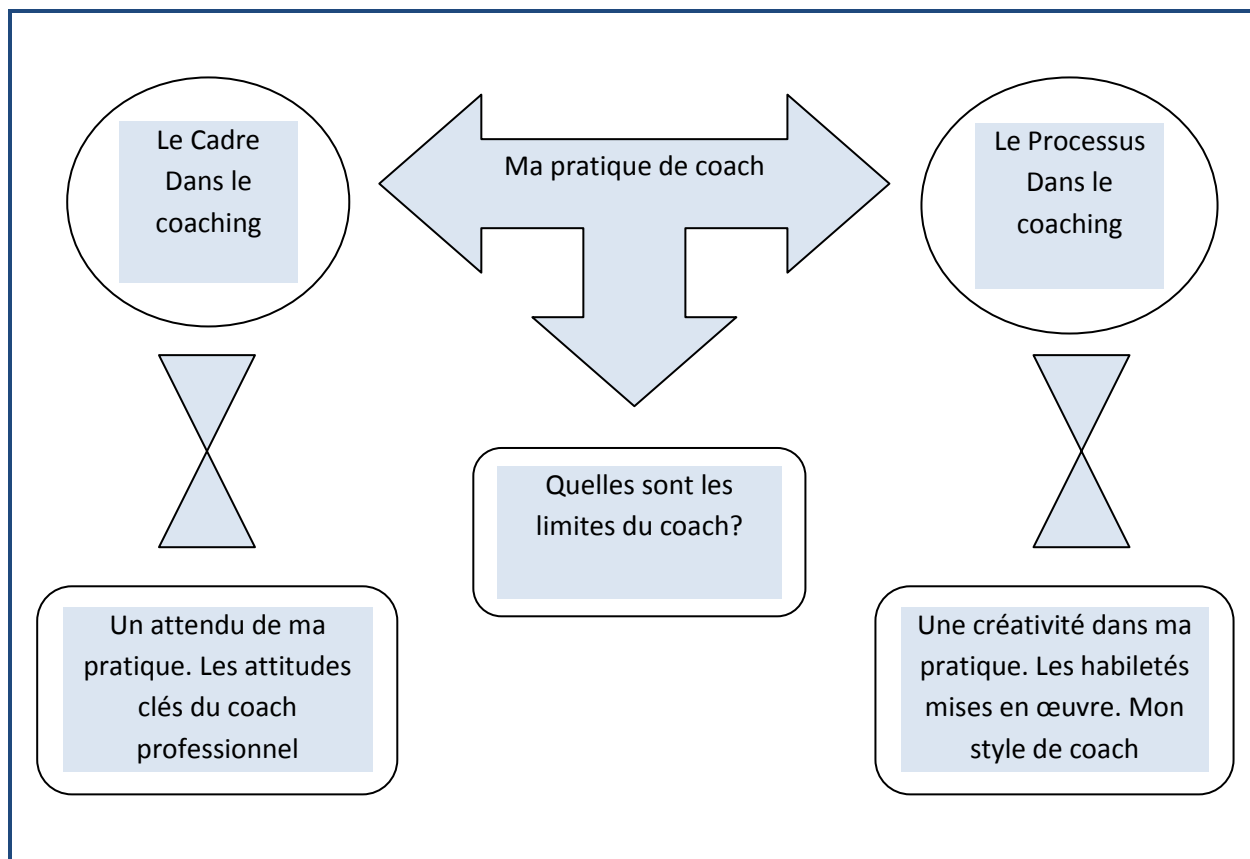 Le Cadre
Dans le
coaching
Ma pratique de coach
Le Processus
Dans le
coaching
Quelles sont les
limites du coach?
Un attendu de ma
pratique. Les attitudes
clés du coach
professionnel
Une créativité dans ma
pratique. Les habiletés
mises en œuvre. Mon
style de coach